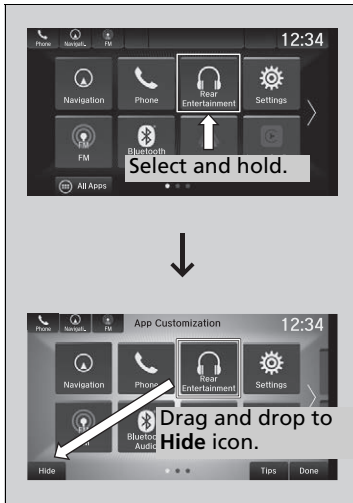 Phone Navigati.. FM
12:34
Navigation Phone Rear Entertainment Settings
FM Bluetooth
Select and hold.
All Apps
Phone Navigati.. FM App Customization 12:34
Navigation Phone Rear Entertainment Settings
Bluetooth Audio
Drag and drop to
Hide icon.
Hide Tips Done